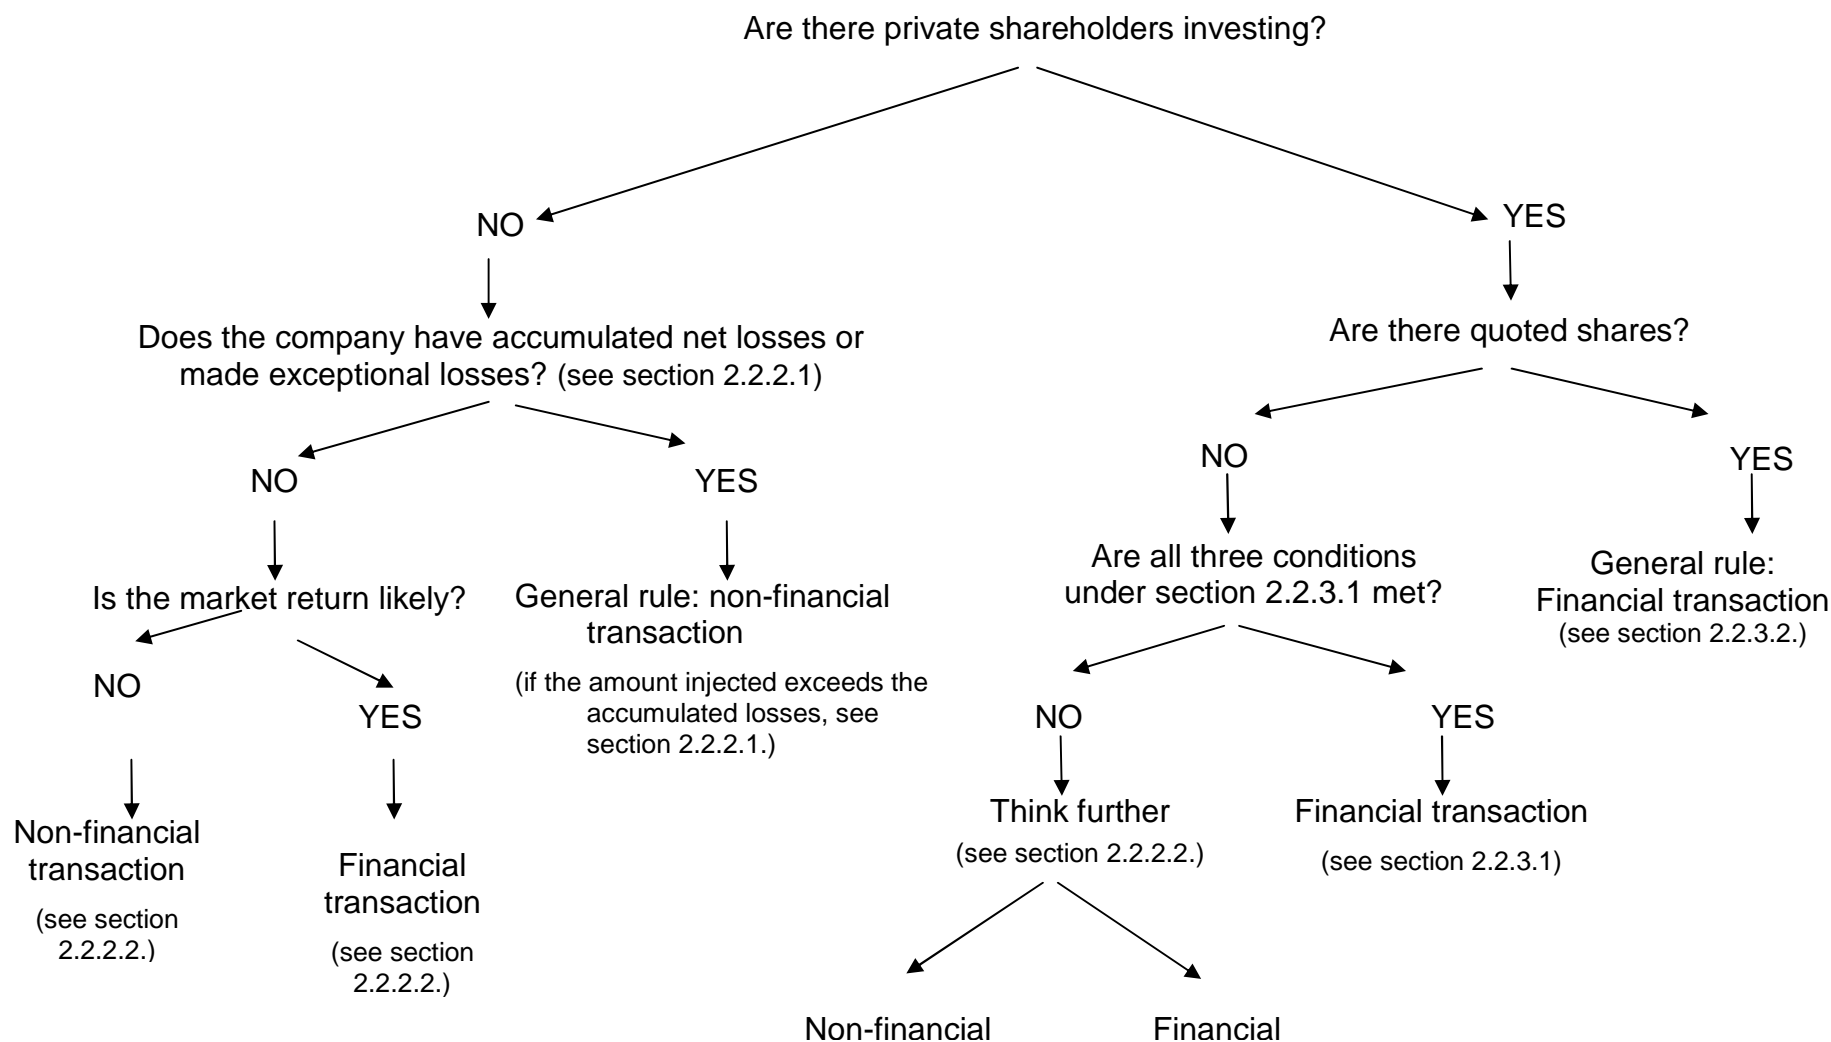 Are there private shareholders investing?
NO
YES
Does the company have accumulated net losses or
made exceptional losses? (see section 2.2.2.1)
Are there quoted shares?
NO
YES
NO
YES
Is the market return likely?
General rule: non-financial
transaction
(if the amount injected exceeds the
accumulated losses, see
section 2.2.2.1.)
Are all three conditions
under section 2.2.3.1 met?
General rule:
Financial transaction
(see section 2.2.3.2.)
NO
YES
NO
YES
Non-financial
transaction
(see section
2.2.2.2.)
Financial
transaction
(see section
2.2.2.2.)
Think further
(see section 2.2.2.2.)
Financial transaction
(see section 2.2.3.1)
Non-financial
Financial